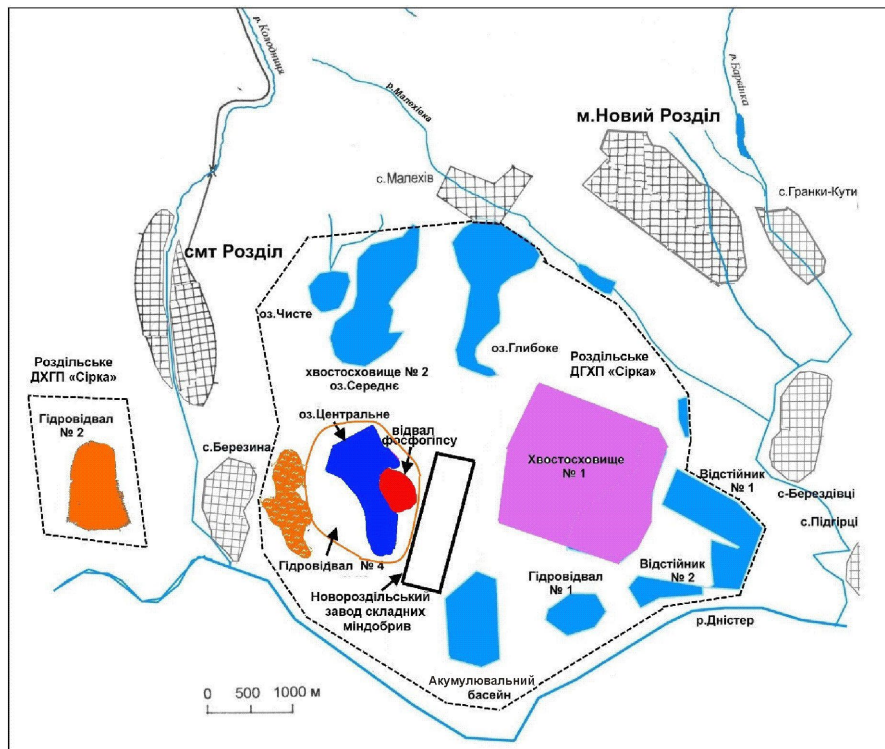 р.Колодниця
р.Малехівка
р.Барвінка
м.Новий Розділ
с.Малехів
с.Гранки-Кути
смт Розділ
оз.Чисте
оз.Глибоке
хвостосховище № 2
оз.Середнє
Роздільське
ДХГП «Сірка»
Роздільське
ДГХП «Сірка»
Гідровідвал
№ 2
оз.Центральне
відвал
фосфогіпсу
с.Березина
Хвостосховище
№ 1
Відстійник
№ 1
с-Берездівці
с.Підгірці
Гідровідвал № 4
Гідровідвал
№ 1
Відстійник
№ 2
Новороздільський
завод складних
міндобрив
р.Дністер
Акумулювальний
басейн
0 500 1000 м